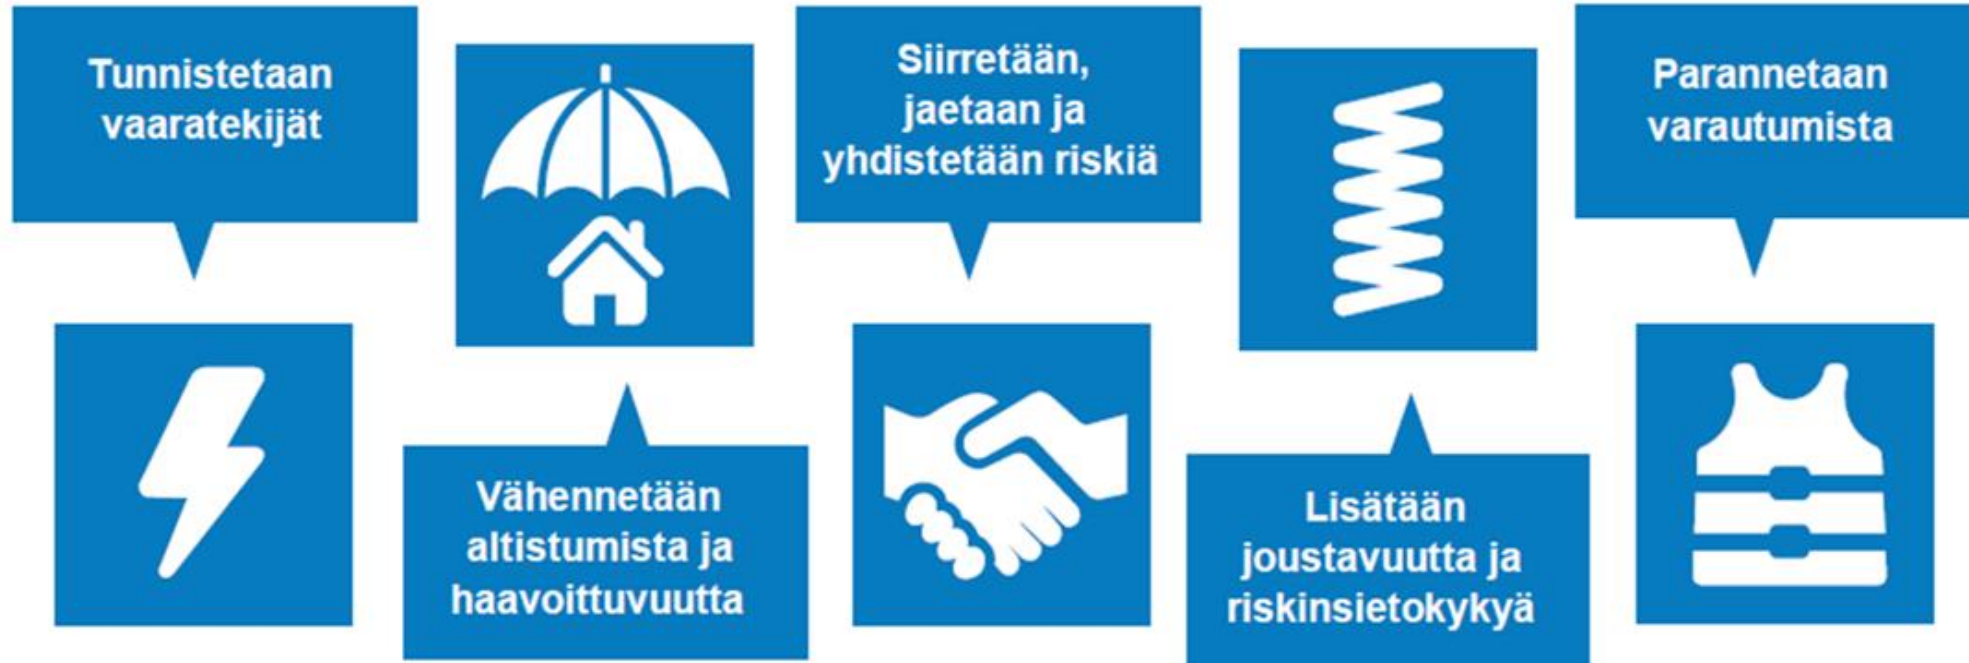 Tunnistetaan
vaaratekijät
Vähennetään
altistumista ja
haavoittuvuutta
Siirretään,
jaetaan ja
yhdistetään riskiä
Lisätään
joustavuutta ja
riskinsietokykyä
Parannetaan
varautumista